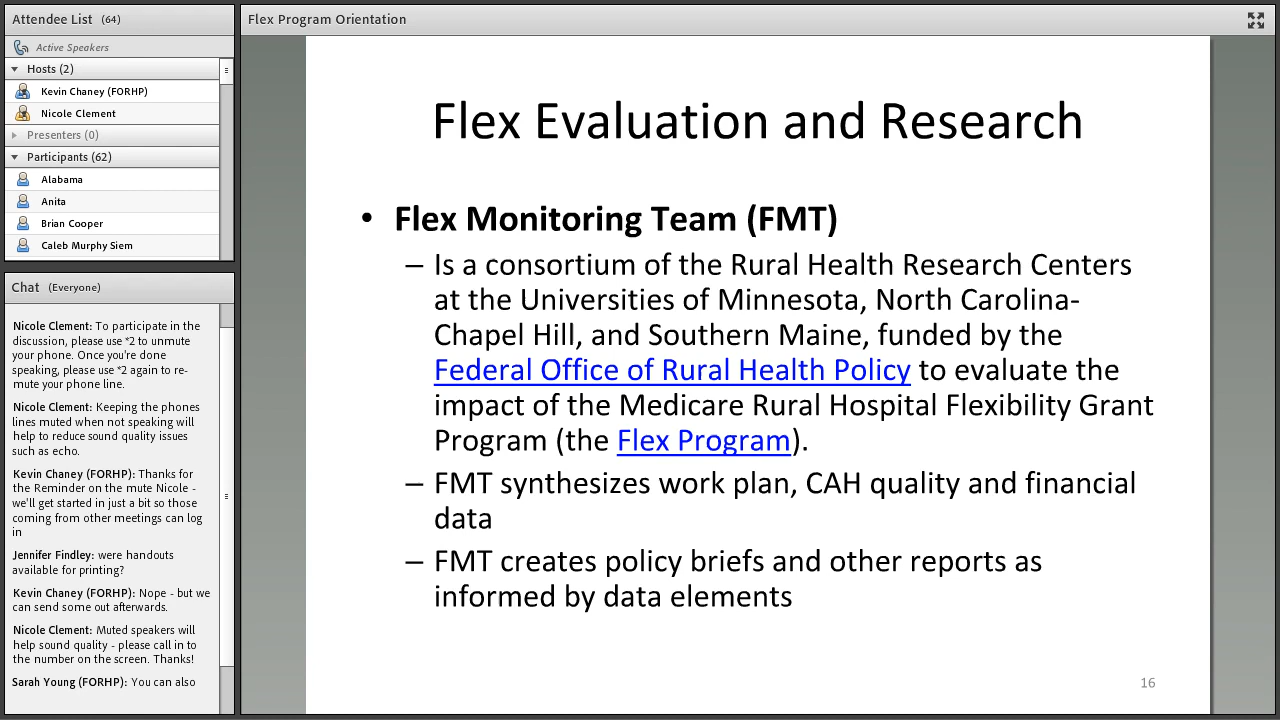 Attendee List (64)
Active Speakers
Hosts (2)
Kevin Chaney (FORHP)
Nicole Clement
Presenters (0)
Participants (62)
Alabama
Anita
Brian Cooper
Caleb Murphy Siem
Chat (Everyone)
Nicole Clement: To participate in the
discussion, please use *2 to unmute
your phone. Once you're done
speaking, please use *2 again to re-
mute your phone line.
Nicole Clement: Keeping the phones
lines muted when not speaking will
help to reduce sound quality issues
such as echo.
Kevin Chaney (FORHP): Thanks for
the Reminder on the mute Nicole -
we'll get started in just a bit so those
coming from other meetings can log
in
Jennifer Findley: were handouts
available for printing?
Kevin Chaney (FORHP): Nope - but we
can send some out afterwards.
Nicole Clement: Muted speakers will
help sound quality - please call in to
the number on the screen. Thanks!
Sarah Young (FORHP): You can also
Flex Program Orientation
Flex Evaluation and Research
• Flex Monitoring Team (FMT)
– Is a consortium of the Rural Health Research Centers
at the Universities of Minnesota, North Carolina-
Chapel Hill, and Southern Maine, funded by the
Federal Office of Rural Health Policy to evaluate the
impact of the Medicare Rural Hospital Flexibility Grant
Program (the Flex Program).
– FMT synthesizes work plan, CAH quality and financial
data
– FMT creates policy briefs and other reports as
informed by data elements
16